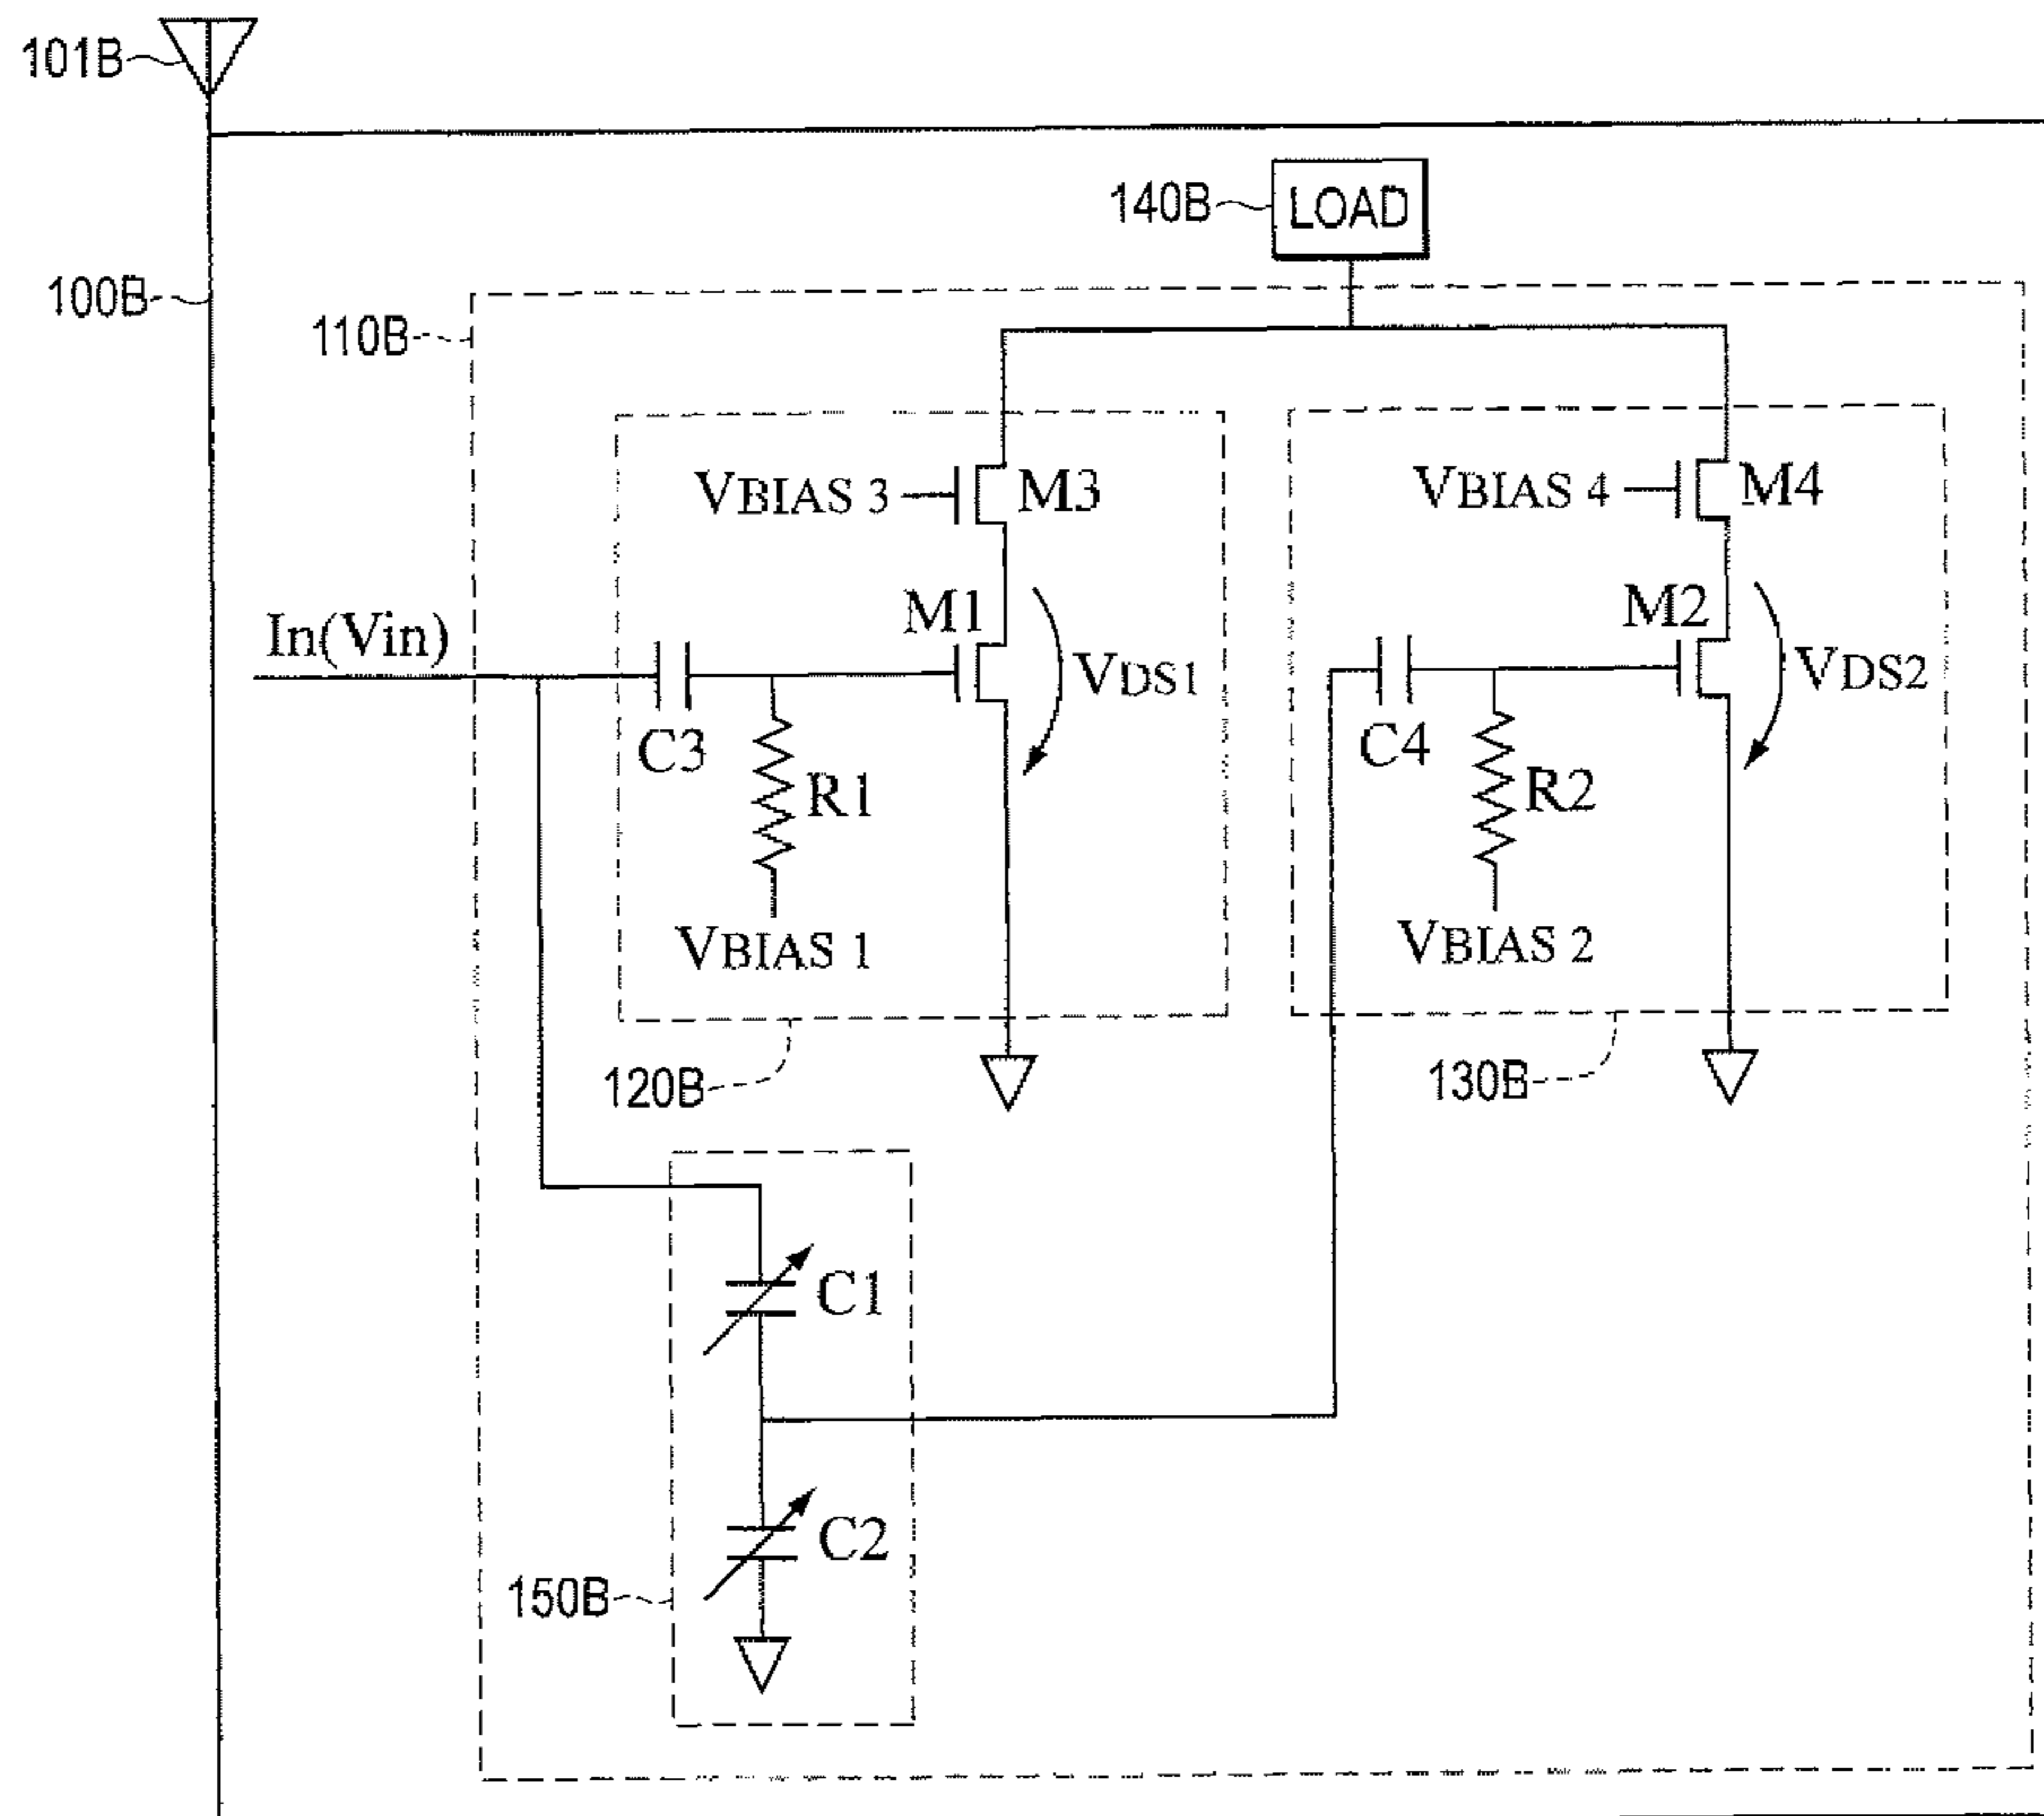 101B
140B
LOAD
100B
110B
VBIAS 3
M3
VBIAS 4
M4
M1
M2
In(Vin)
VDS1
VDS2
C3
C4
R1
R2
VBIAS 1
VBIAS 2
120B
130B
C1
C2
150B